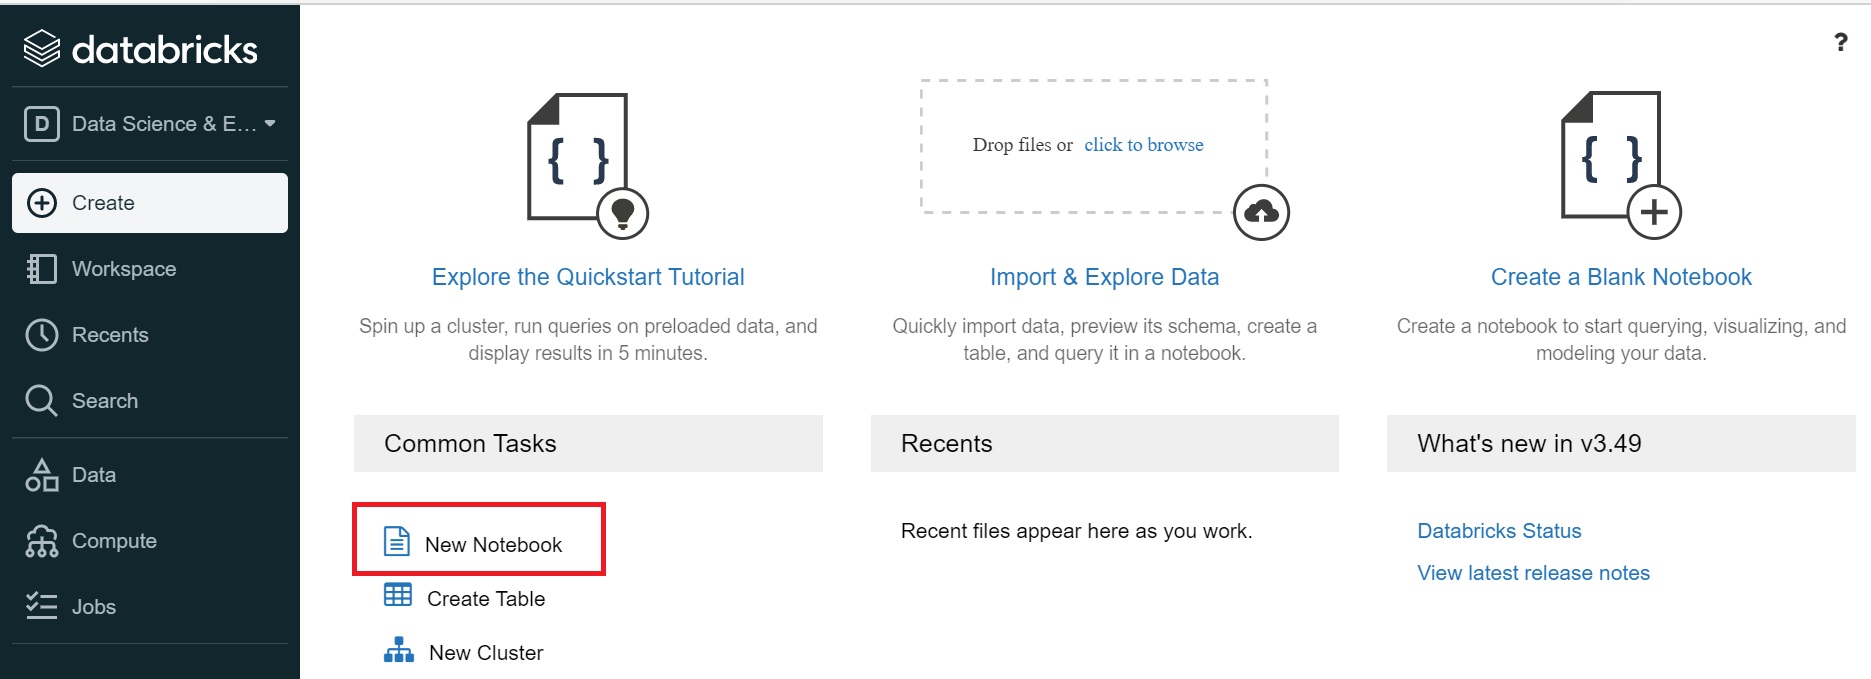 databricks
?
D Data Science & E...
Create
Workspace
Recents
Search
Data
Compute
Jobs
{ }
Explore the Quickstart Tutorial
Spin up a cluster, run queries on preloaded data, and
display results in 5 minutes.
Drop files or click to browse
Import & Explore Data
Quickly import data, preview its schema, create a
table, and query it in a notebook.
{ }
Create a Blank Notebook
Create a notebook to start querying, visualizing, and
modeling your data.
Common Tasks
New Notebook
Create Table
New Cluster
Recents
Recent files appear here as you work.
What's new in v3.49
Databricks Status
View latest release notes